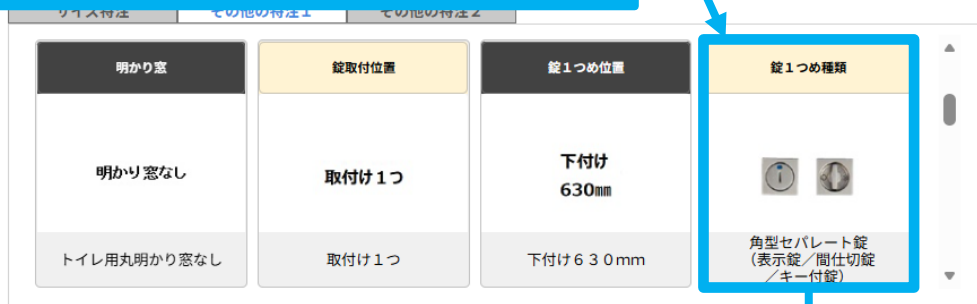 サイズ特注 その他の特注１ その他の特注２
明かり窓 錠取付位置 錠１つめ位置 錠１つめ種類
明かり窓なし 取付け1つ 下付け
630㎜
トイレ用丸明かり窓なし 取付け１つ 下付け６３０mm 角型セパレート錠
（表示錠／間仕切錠
／キー付錠）